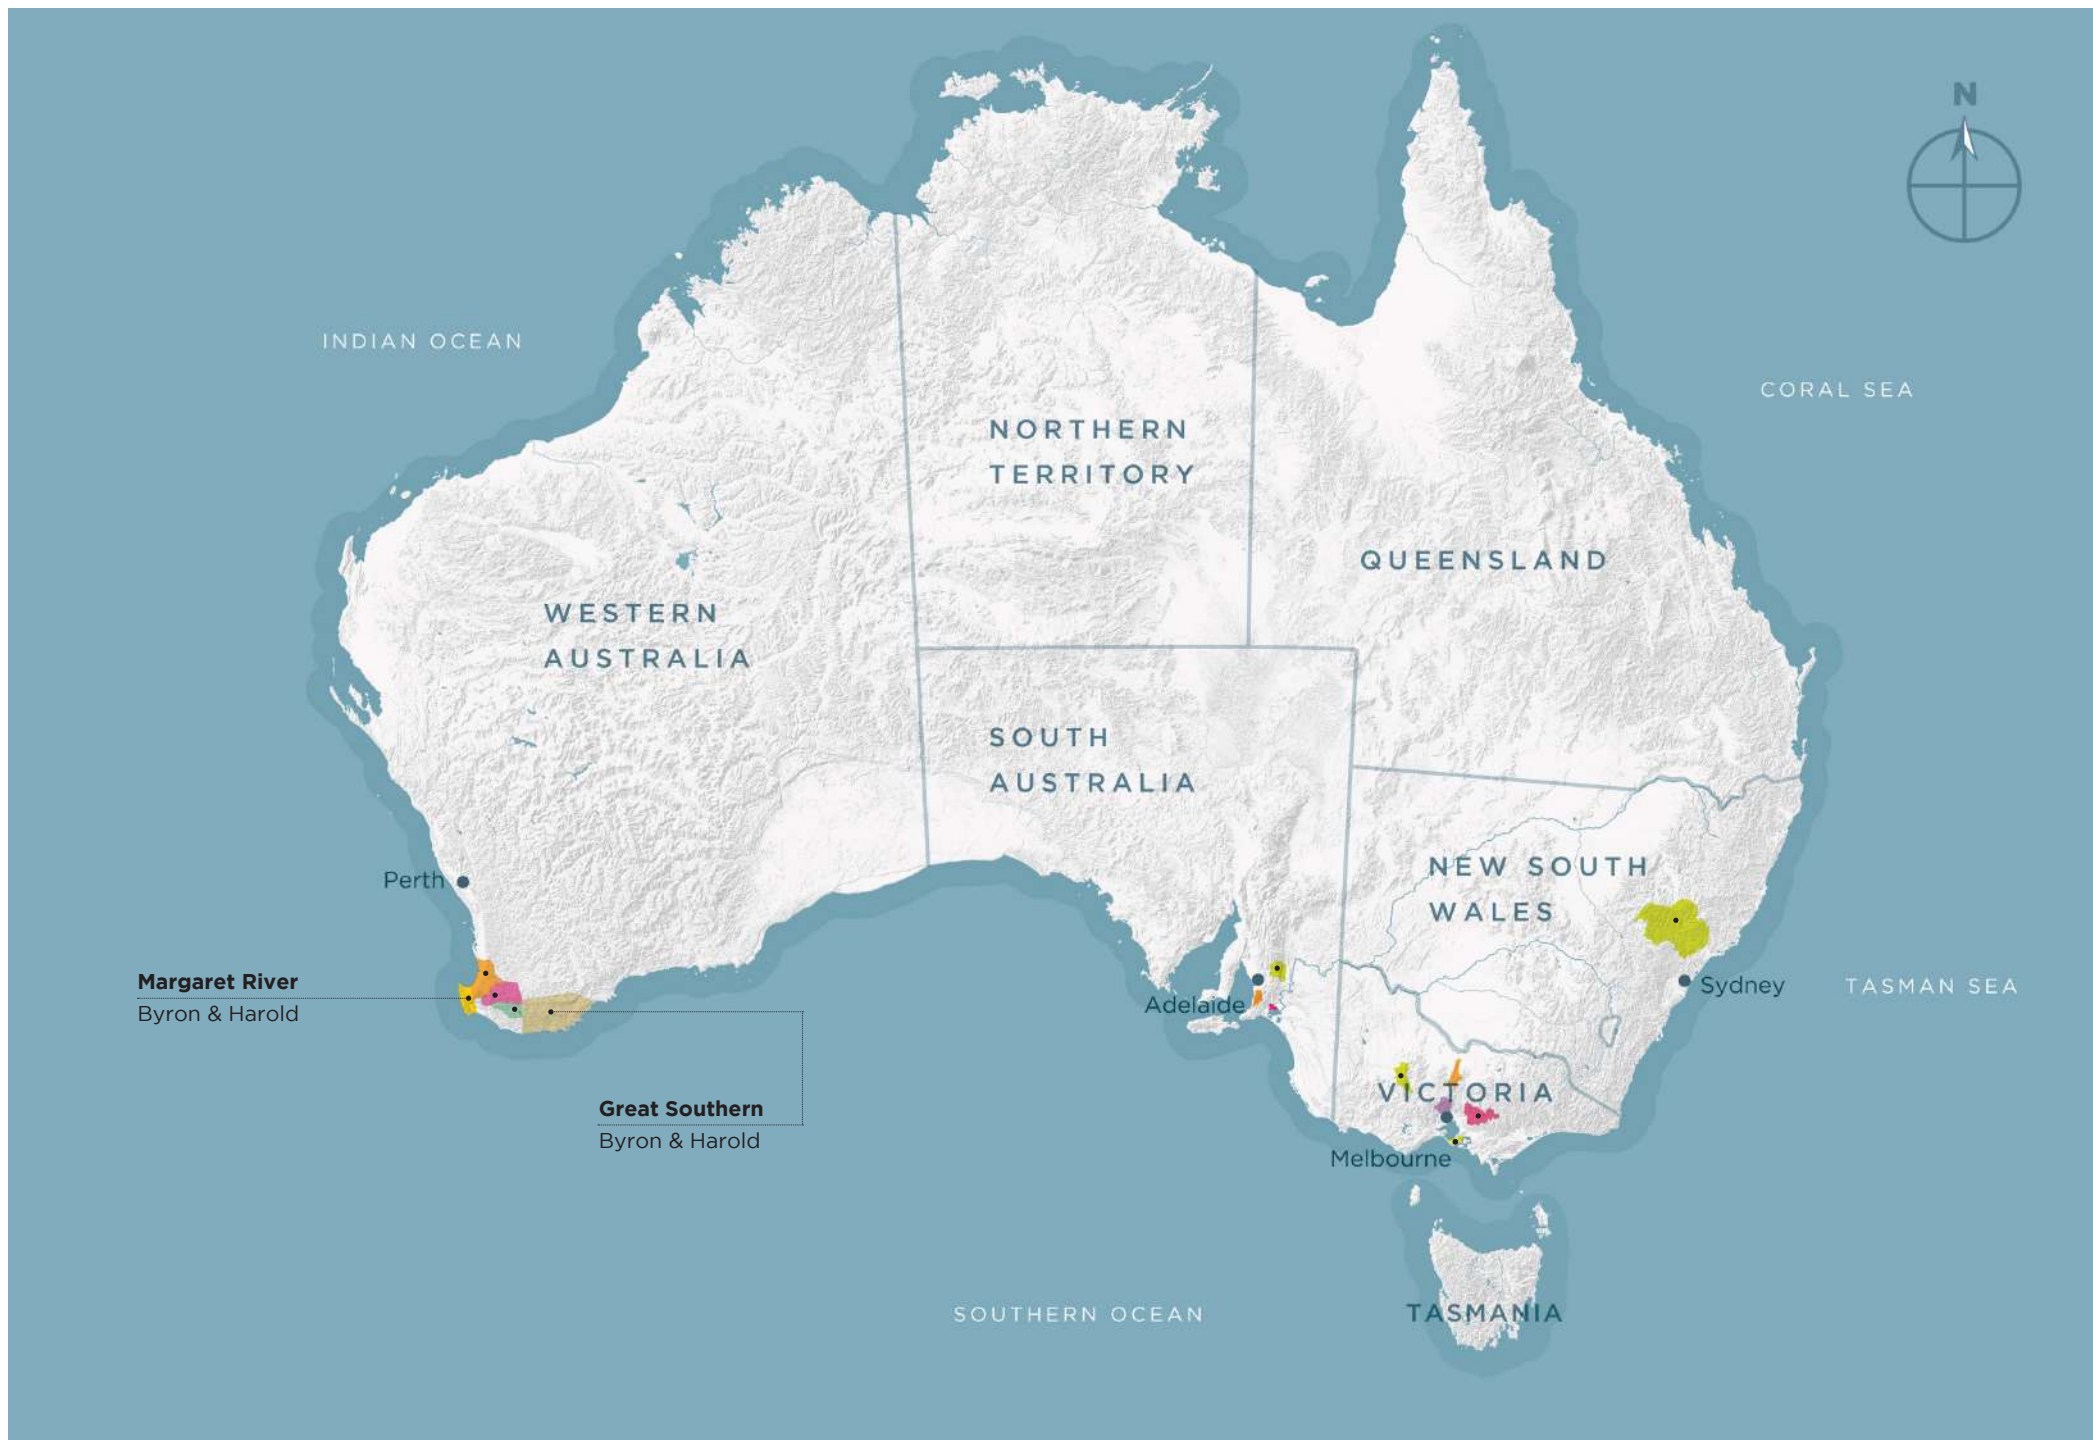 N
INDIAN OCEAN
CORAL SEA
NORTHERN
TERRITORY
QUEENSLAND
WESTERN
AUSTRALIA
SOUTH
AUSTRALIA
NEW SOUTH
WALES
Perth
Margaret River
Byron & Harold
Adelaide
Sydney
TASMAN SEA
Great Southern
Byron & Harold
VICTORIA
Melbourne
SOUTHERN OCEAN
TASMANIA